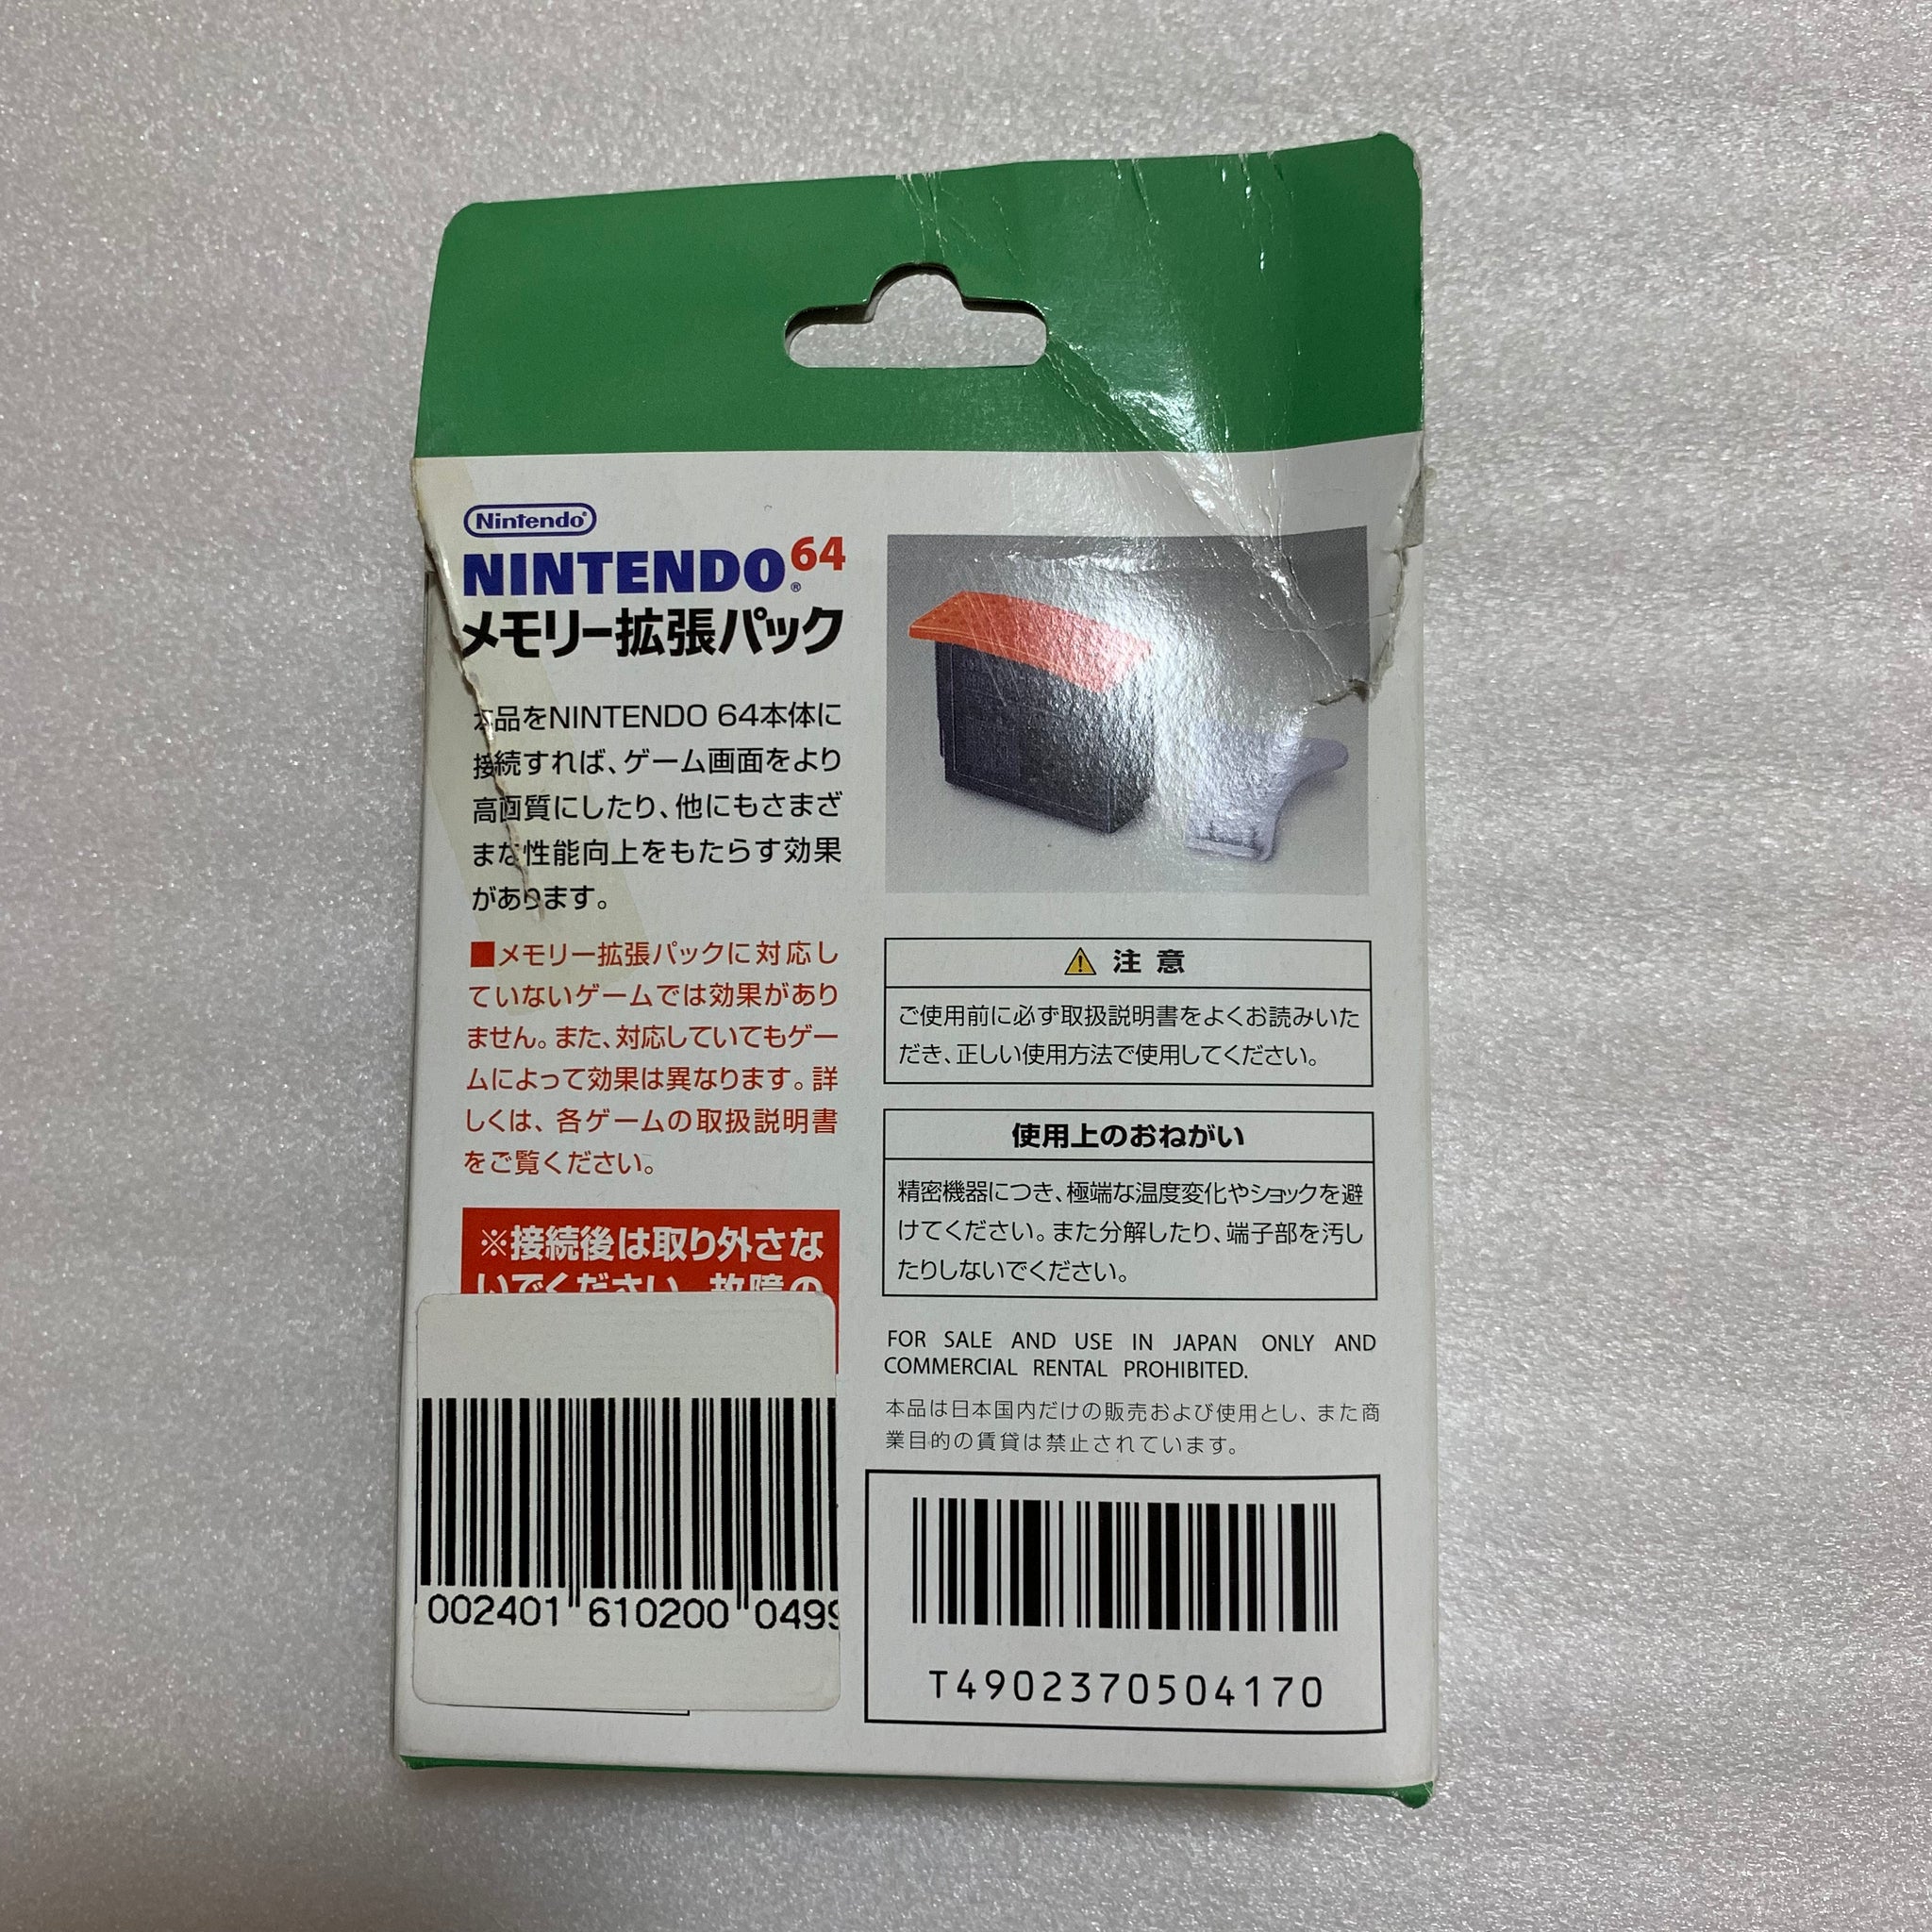 Nintendo®
NINTENDO®64
メモリー拡張パック
本品をNINTENDO 64本体に
接続すれば、ゲーム画面をより
高画質にしたり、他にもさまざ
まな性能向上をもたらす効果
があります。
■メモリー拡張パックに対応し
ていないゲームでは効果があり
ません。また、対応していてもゲー
ムによって効果は異なります。詳
しくは、各ゲームの取扱説明書
をご覧ください。
※接続後は取り外さな
いでください。故障の
002401 610200 0499
注意
ご使用前に必ず取扱説明書をよくお読みいた
だき、正しい使用方法で使用してください。
使用上のおねがい
精密機器につき、極端な温度変化やショックを避
けてください。また分解したり、端子部を汚し
たりしないでください。
FOR SALE AND USE IN JAPAN ONLY AND
COMMERCIAL RENTAL PROHIBITED.
本品は日本国内だけの販売および使用とし、また商
業目的の賃貸は禁止されています。
T4902370504170